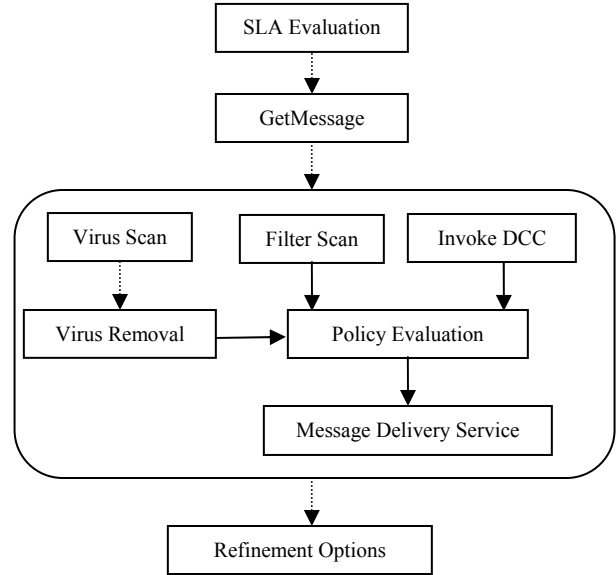 SLA Evaluation
GetMessage
Virus Scan
Filter Scan
Invoke DCC
Virus Removal
Policy Evaluation
Message Delivery Service
Refinement Options